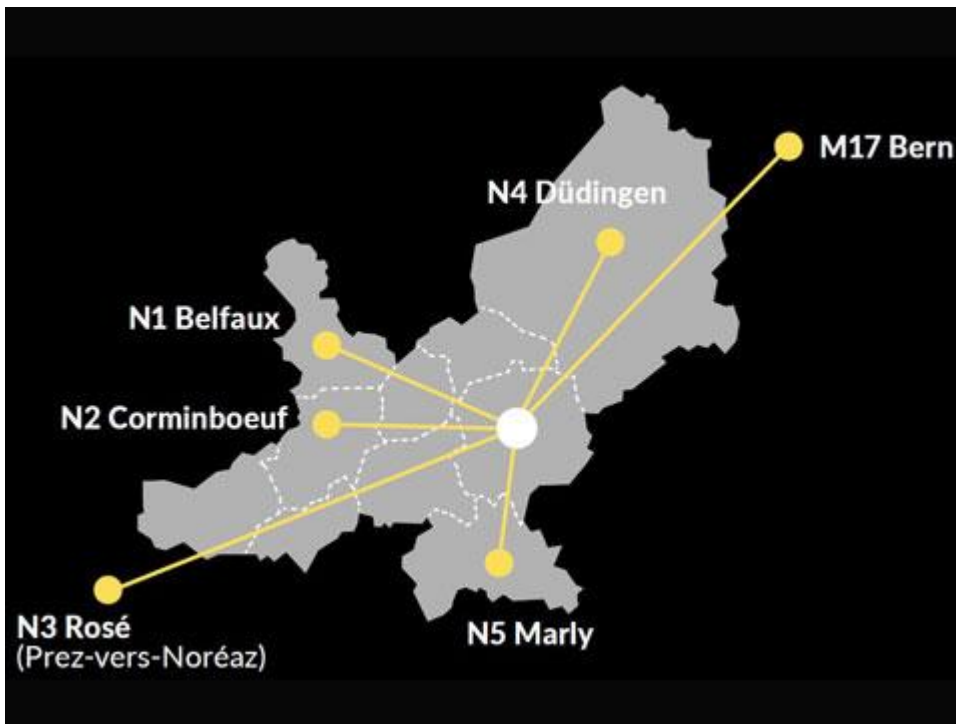 M17 Bern
N4 Düdingen
N1 Belfaux
N2 Corminboeuf
N3 Rosé
(Prez-vers-Noréaz)
N5 Marly